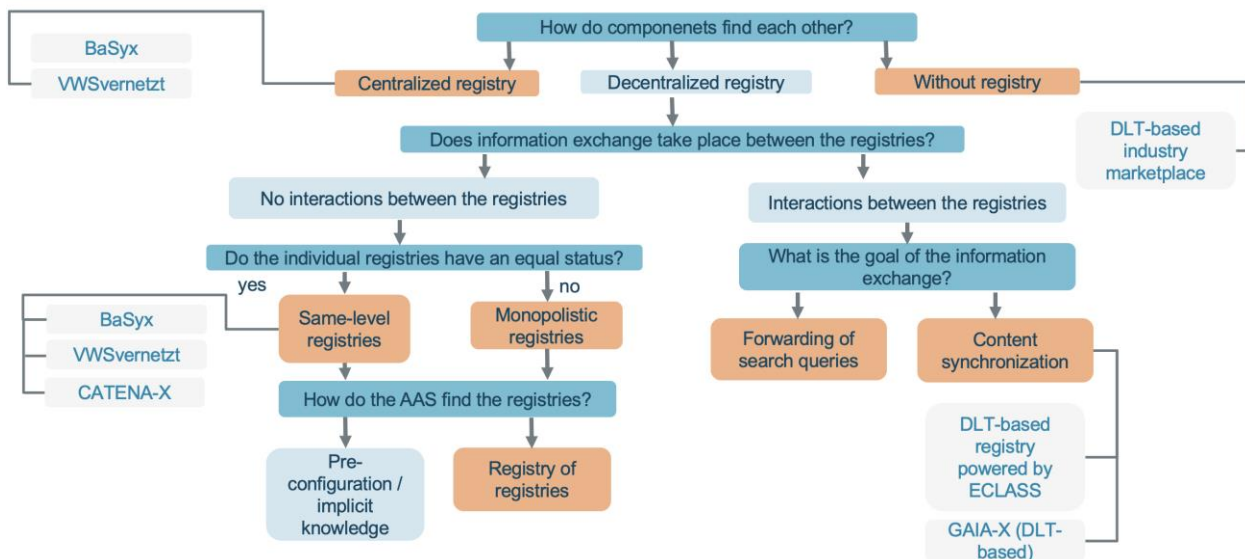 How do componenets find each other?
BaSyx
VWSvernetzt
Centralized registry
Decentralized registry
Without registry
Does information exchange take place between the registries?
DLT-based
industry
marketplace
No interactions between the registries
Interactions between the registries
Do the individual registries have an equal status?
What is the goal of the information
exchange?
yes
no
BaSyx
VWSvernetzt
CATENA-X
Same-level
registries
Monopolistic
registries
Forwarding of
search queries
Content
synchronization
How do the AAS find the registries?
Pre-
configuration /
implicit
knowledge
Registry of
registries
DLT-based
registry
powered by
ECLASS
GAIA-X (DLT-
based)